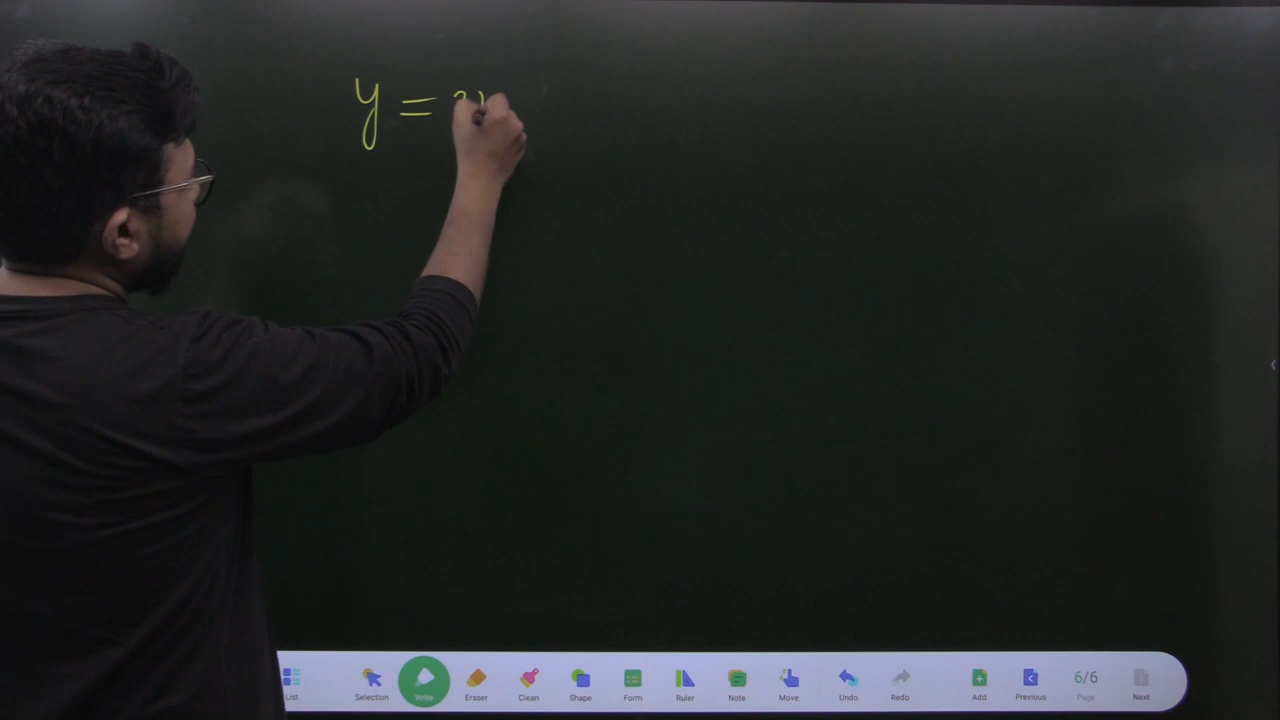 y =
List
Selection
Write
Eraser
Clean
Shape
Form
Ruler
Note
Move
Undo
Redo
Add
Previous
6/6
Page
Next